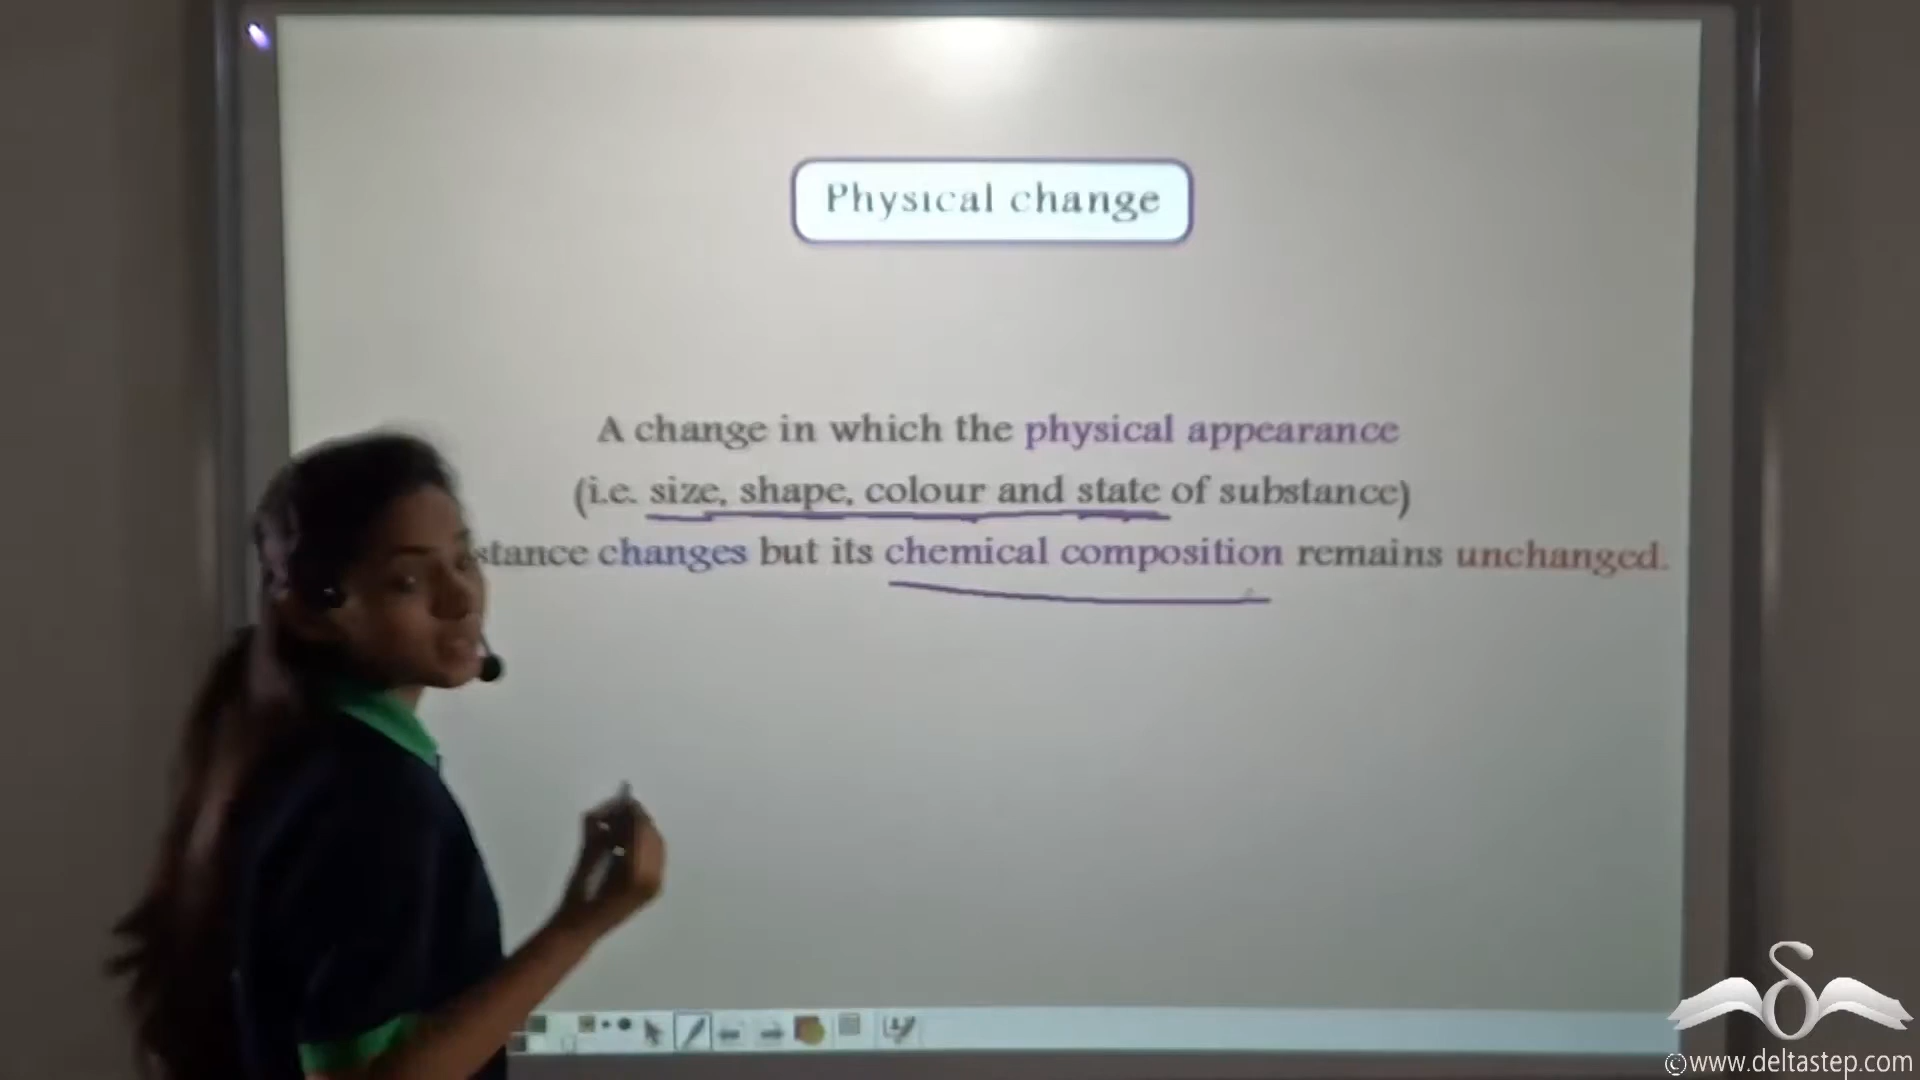 Physical change
A change in which the physical appearance
(i.e. size, shape, colour and state of substance)
changes but its chemical composition remains unchanged.
©www.deltastep.com